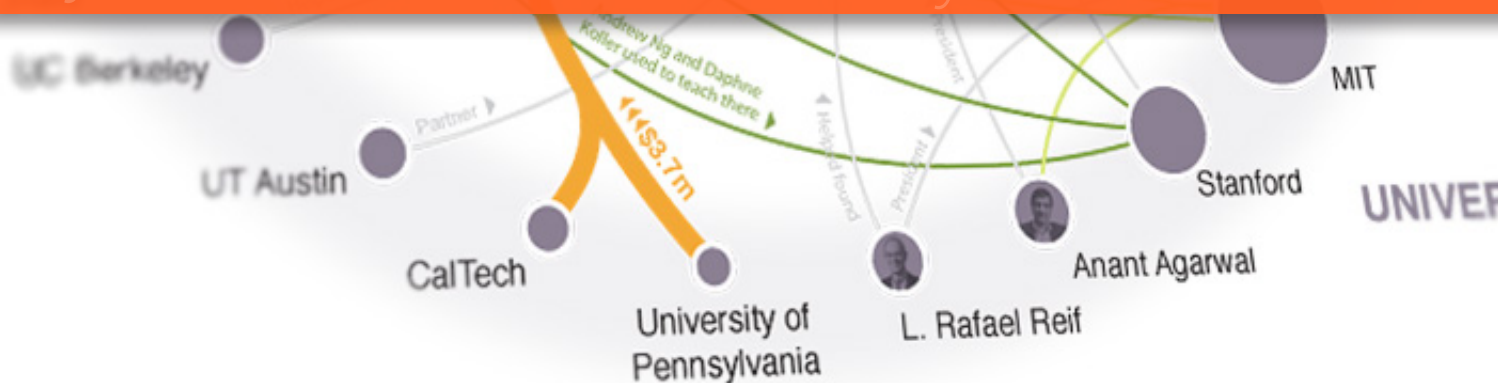 UC Berkeley
UT Austin
CalTech
University of
Pennsylvania
L. Rafael Reif
Anant Agarwal
Stanford
MIT
Partner
Andrew Ng and Daphne
Koller used to teach there
$3.7m
Helped found
President
President